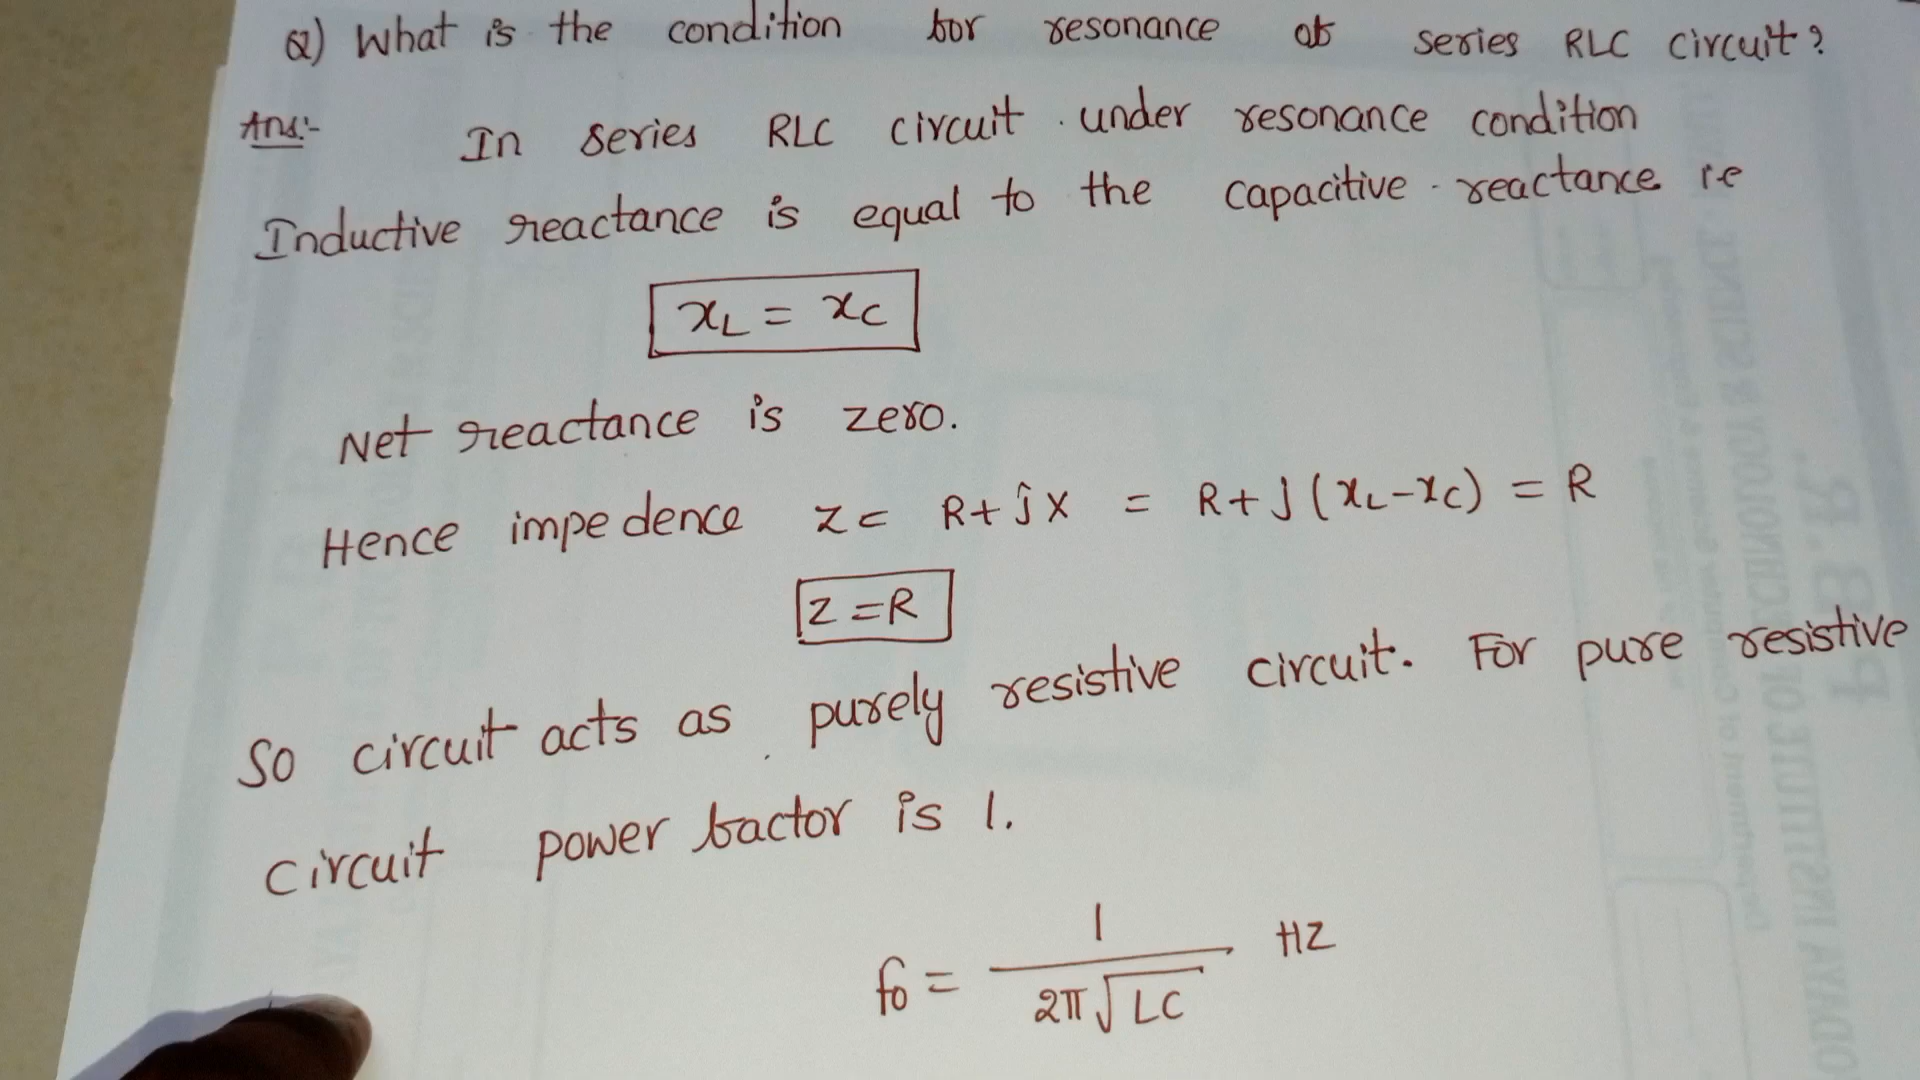 Q) What is the condition for resonance of series RLC circuit?
Ans:- In series RLC circuit under resonance condition
Inductive reactance is equal to the capacitive reactance i.e
XL = XC
Net reactance is zero.
Hence impedence Z = R+jX = R+J(XL-XC) = R
Z = R
So circuit acts as purely resistive circuit. For pure resistive
circuit power factor is 1.
f0 = 1 / 2π√LC HZ